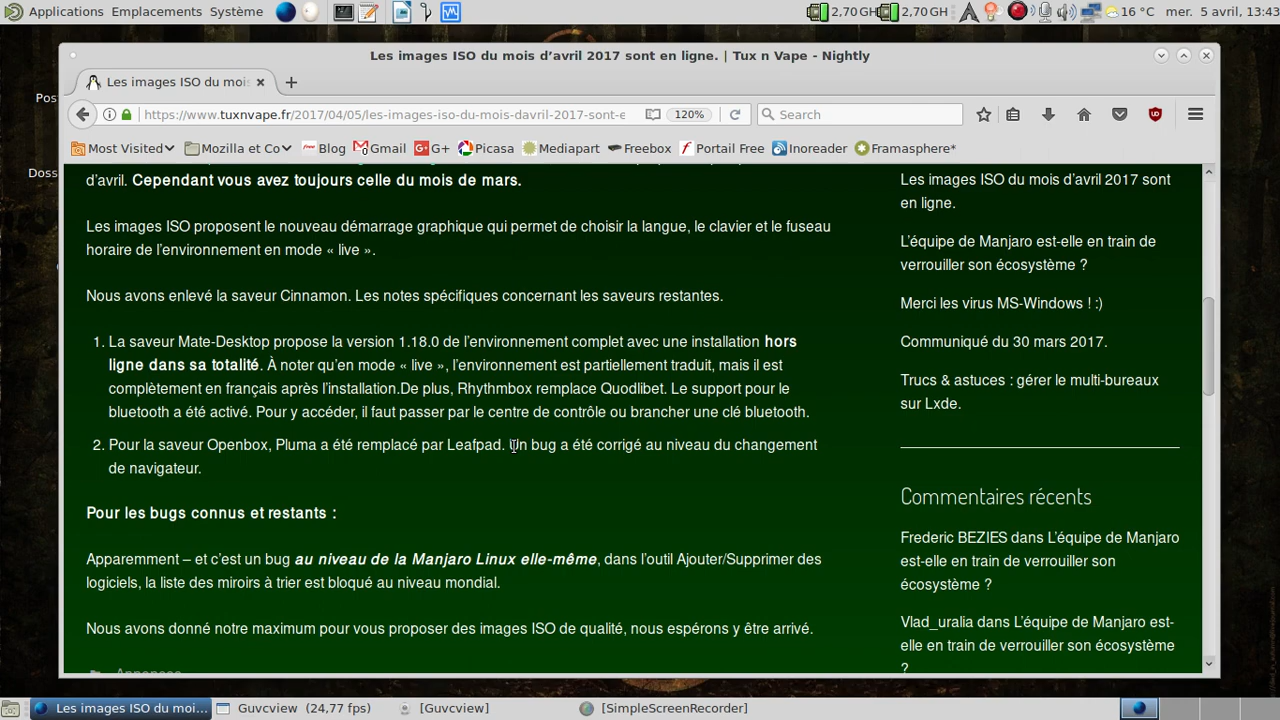 Applications Emplacements Système 2,70 GH 2,70 GH 16 °C mer. 5 avril, 13:43
Les images ISO du mois d’avril 2017 sont en ligne. | Tux n Vape - Nightly
Les images ISO du mois
https://www.tuxnvape.fr/2017/04/05/les-images-iso-du-mois-davril-2017-sont-e 120% Search
Most Visited Mozilla et Co Blog Gmail G+ Picasa Mediapart Freebox Portail Free Inoreader Framasphere*
d’avril. Cependant vous avez toujours celle du mois de mars.
Les images ISO proposent le nouveau démarrage graphique qui permet de choisir la langue, le clavier et le fuseau
horaire de l’environnement en mode « live ».
Nous avons enlevé la saveur Cinnamon. Les notes spécifiques concernant les saveurs restantes.
1. La saveur Mate-Desktop propose la version 1.18.0 de l’environnement complet avec une installation hors
ligne dans sa totalité. À noter qu’en mode « live », l’environnement est partiellement traduit, mais il est
complètement en français après l’installation.De plus, Rhythmbox remplace Quodlibet. Le support pour le
bluetooth a été activé. Pour y accéder, il faut passer par le centre de contrôle ou brancher une clé bluetooth.
2. Pour la saveur Openbox, Pluma a été remplacé par Leafpad. Un bug a été corrigé au niveau du changement
de navigateur.
Pour les bugs connus et restants :
Apparemment – et c’est un bug au niveau de la Manjaro Linux elle-même, dans l’outil Ajouter/Supprimer des
logiciels, la liste des miroirs à trier est bloqué au niveau mondial.
Nous avons donné notre maximum pour vous proposer des images ISO de qualité, nous espérons y être arrivé.
Les images ISO du mois d’avril 2017 sont
en ligne.
L’équipe de Manjaro est-elle en train de
verrouiller son écosystème ?
Merci les virus MS-Windows ! :)
Communiqué du 30 mars 2017.
Trucs & astuces : gérer le multi-bureaux
sur Lxde.
Commentaires récents
Frederic BEZIES dans L’équipe de Manjaro
est-elle en train de verrouiller son
écosystème ?
Vlad_uralia dans L’équipe de Manjaro est-
elle en train de verrouiller son écosystème
?
Pos
Doss
Les images ISO du moi... Guvcview (24,77 fps) [Guvcview] [SimpleScreenRecorder]